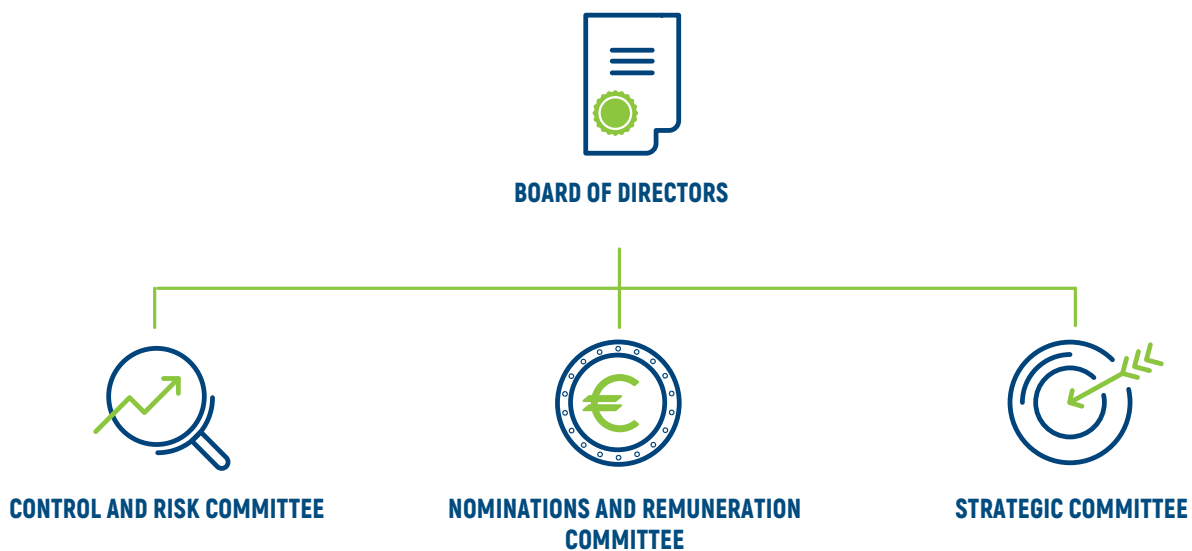 BOARD OF DIRECTORS
CONTROL AND RISK COMMITTEE
NOMINATIONS AND REMUNERATION
COMMITTEE
STRATEGIC COMMITTEE